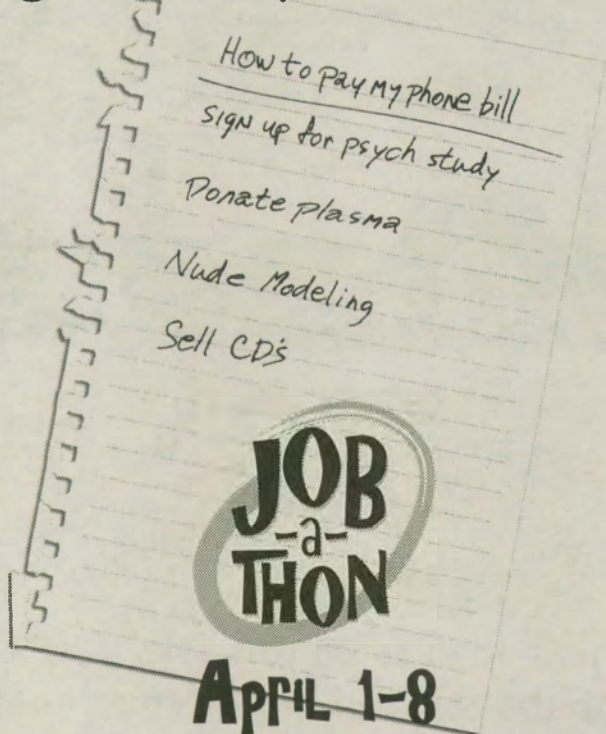 How to pay my phone bill
sign up for psych study
Donate plasma
Nude Modeling
Sell CD's
JOB
-a-
THON
April 1-8